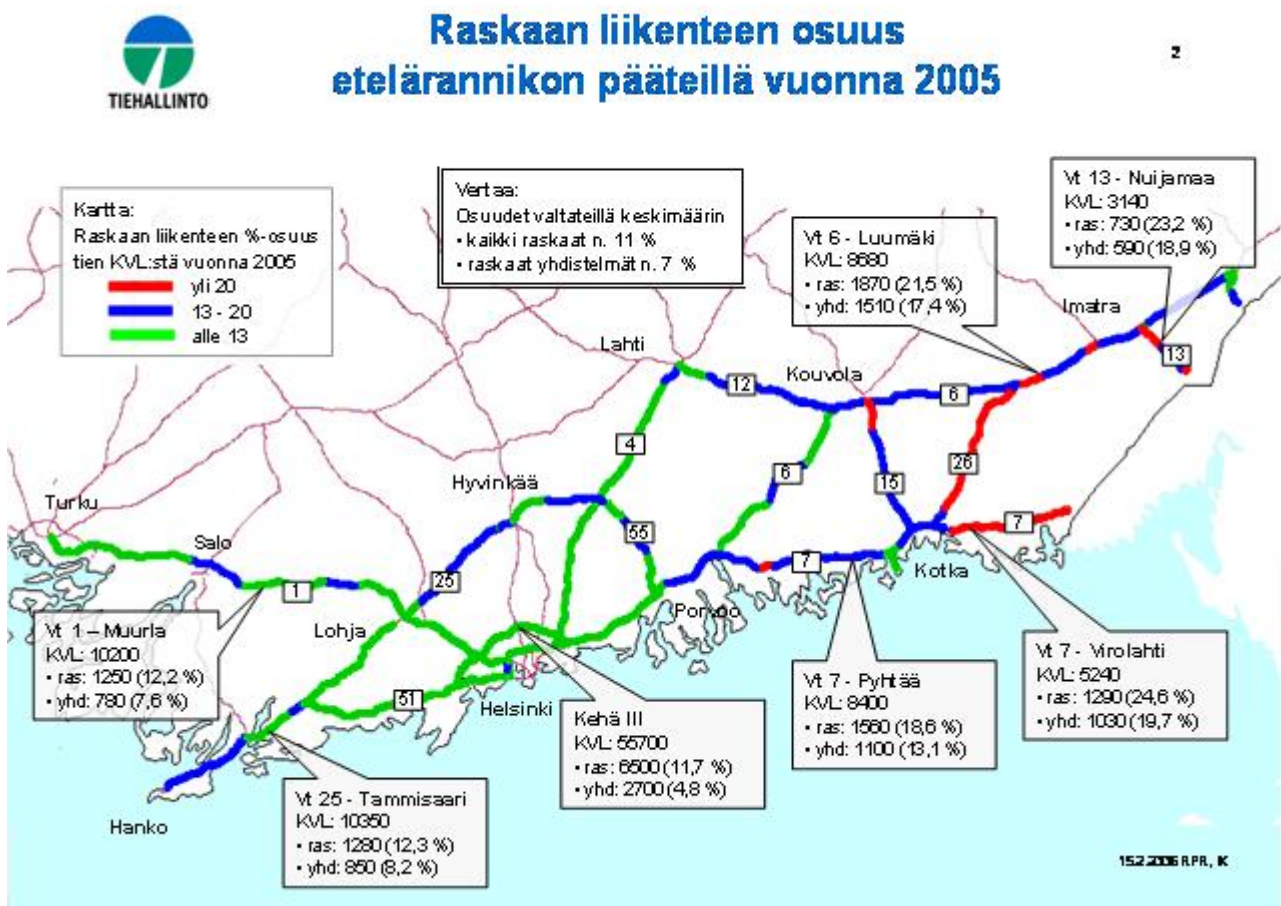 Raskaan liikenteen osuus
etelärannikon pääteillä vuonna 2005
2
TIEHALLINTO
Kartta:
Raskaan liikenteen %-osuus
tien KVL:stä vuonna 2005
yli 20
13 - 20
alle 13
Vertaa:
Osuudet valtateillä keskimäärin
• kaikki raskaat n. 11 %
• raskaat yhdistelmät n. 7 %
Vt 6 - Luumäki
KVL: 8680
• ras: 1870 (21,5 %)
• yhd: 1510 (17,4 %)
Vt 13 - Nuijamaa
KVL: 3140
• ras: 730 (23,2 %)
• yhd: 590 (18,9 %)
Imatra
Lahti
Kouvola
13
12
6
4
Hyvinkää
6
15
26
Turku
Salo
55
7
25
7
Kotka
1
Porvoo
Lohja
51
Helsinki
Hanko
Vt 1 – Muurla
KVL: 10200
• ras: 1250 (12,2 %)
• yhd: 780 (7,6 %)
Vt 25 - Tammisaari
KVL: 10350
• ras: 1280 (12,3 %)
• yhd: 850 (8,2 %)
Kehä III
KVL: 55700
• ras: 6500 (11,7 %)
• yhd: 2700 (4,8 %)
Vt 7 - Pyhtää
KVL: 8400
• ras: 1560 (18,6 %)
• yhd: 1100 (13,1 %)
Vt 7 - Virolahti
KVL: 5240
• ras: 1290 (24,6 %)
• yhd: 1030 (19,7 %)
15.2.2006 RPR, IK